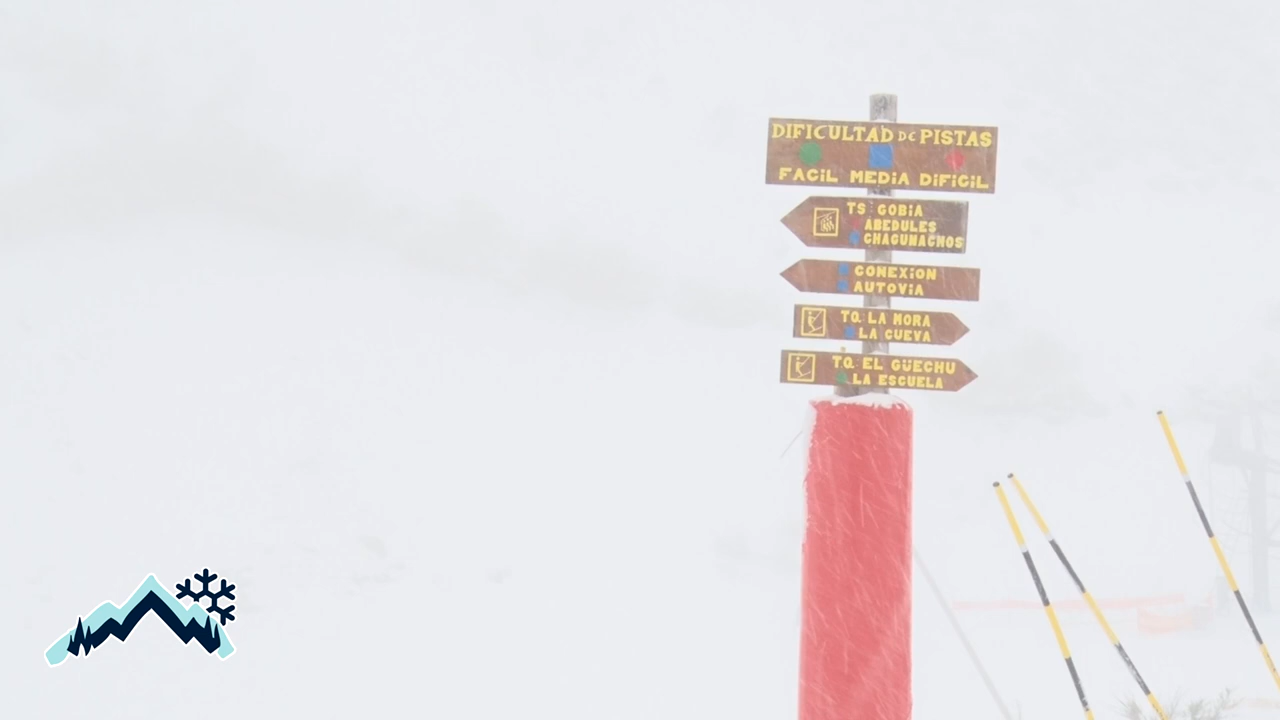 DIFICULTAD DE PISTAS
FACIL MEDIA DIFICIL
TS GOBIA
ABEDULES
CHAGUNACHOS
CONEXION
AUTOVIA
TQ LA MORA
LA CUEVA
TQ EL GÜECHU
LA ESCUELA